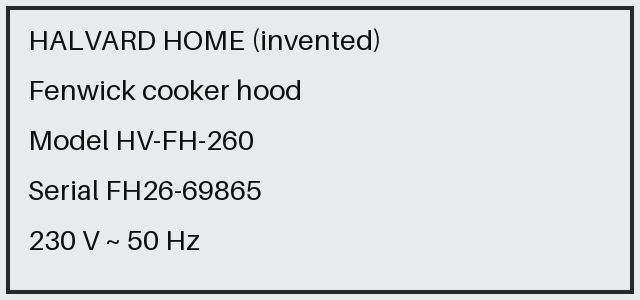 HALVARD HOME (invented)
Fenwick cooker hood
Model HV-FH-260
Serial FH26-69865
230 V ~ 50 Hz